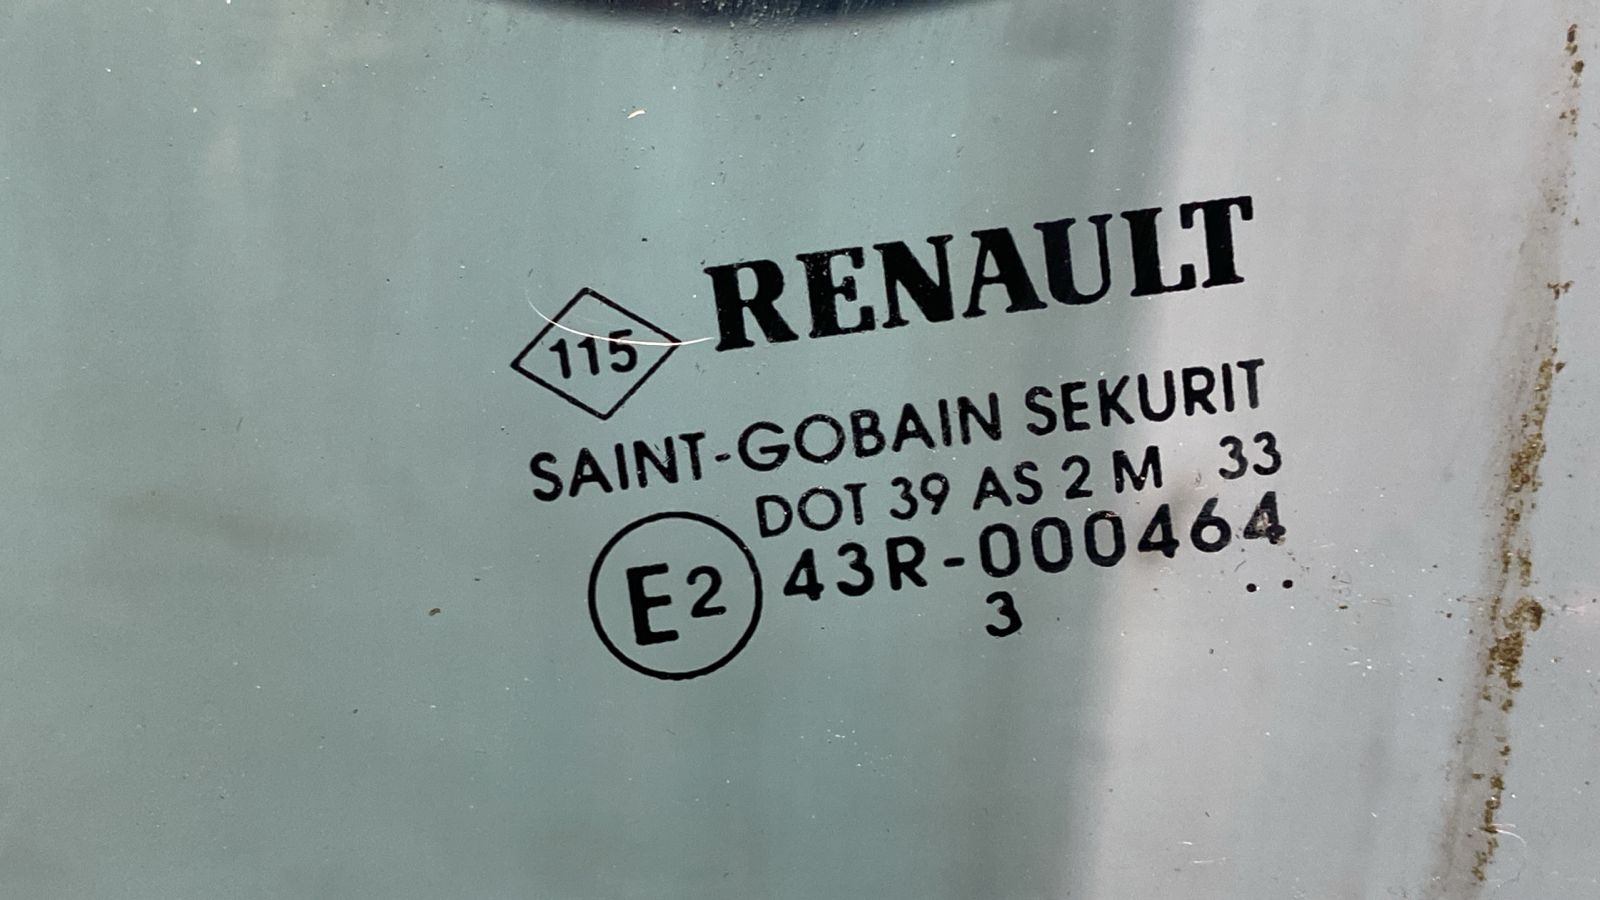 115 RENAULT
SAINT-GOBAIN SEKURIT
DOT 39 AS 2 M 33
E2 43R-000464
3 ..